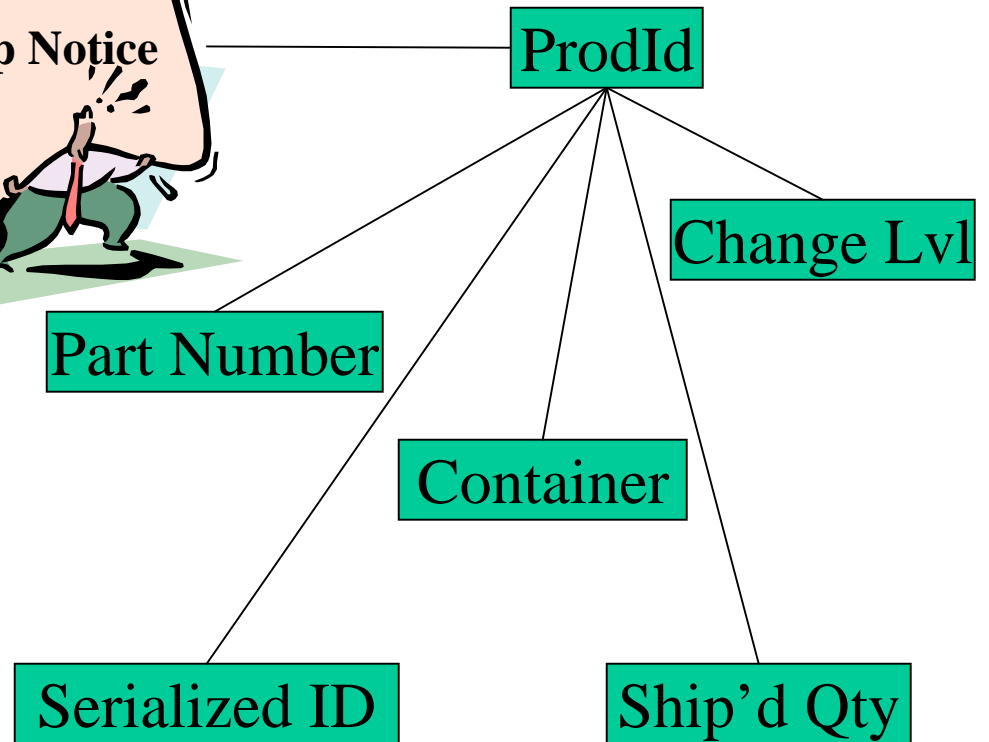 p Notice
ProdId
Change Lvl
Part Number
Container
Serialized ID
Ship’d Qty